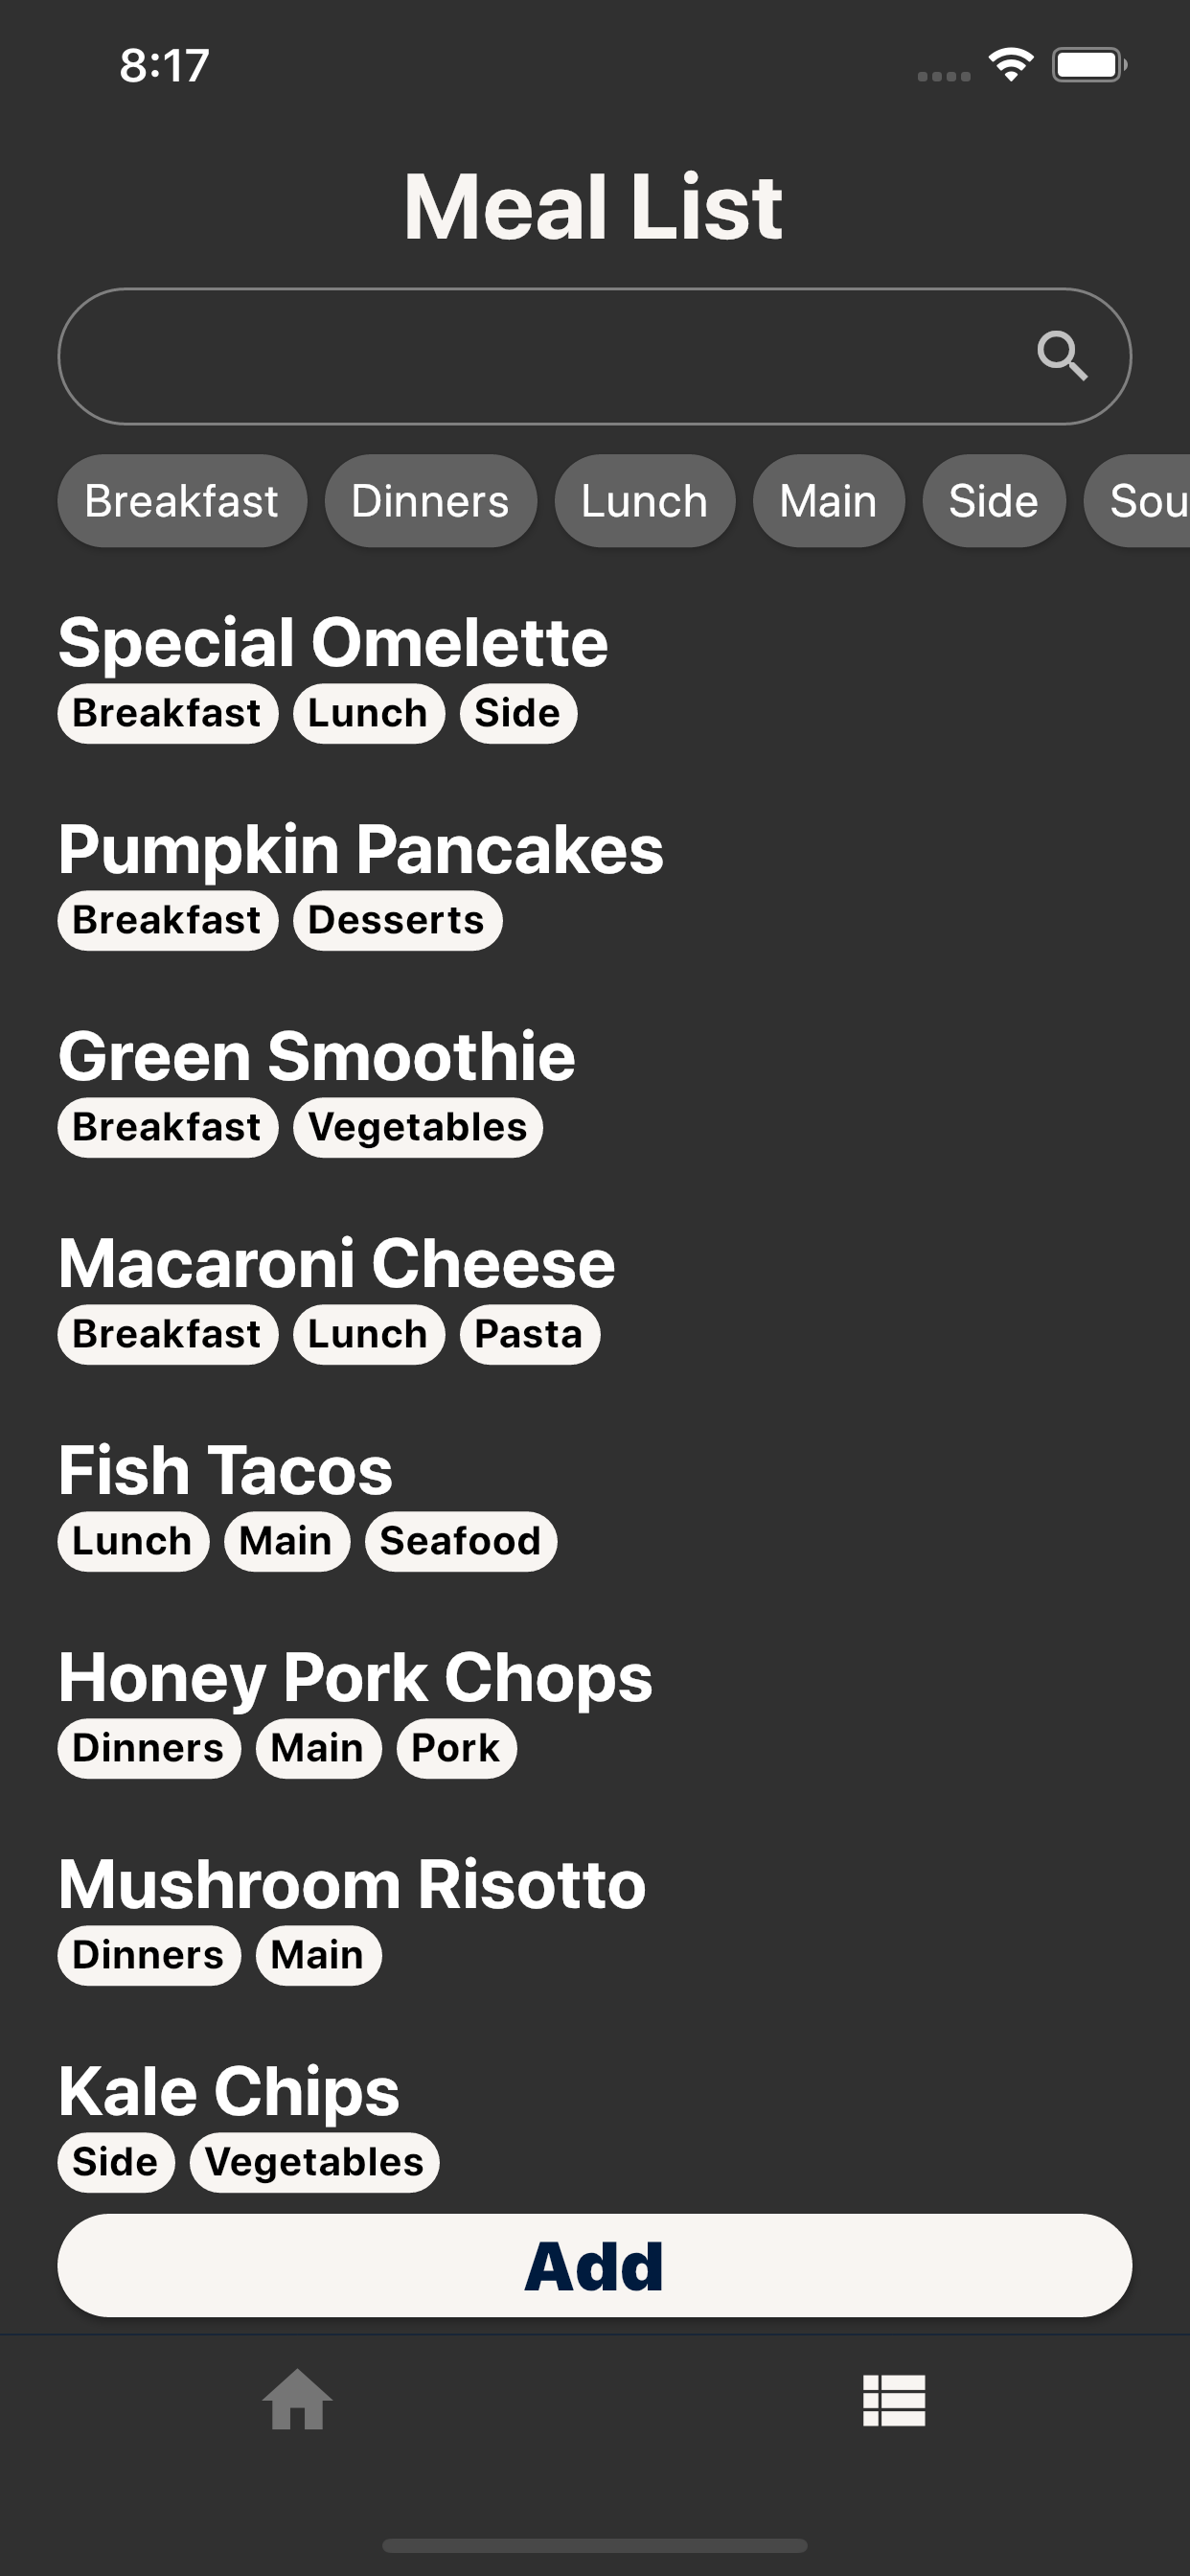 8:17
Meal List
Breakfast Dinners Lunch Main Side Sou
Special Omelette
Breakfast Lunch Side
Pumpkin Pancakes
Breakfast Desserts
Green Smoothie
Breakfast Vegetables
Macaroni Cheese
Breakfast Lunch Pasta
Fish Tacos
Lunch Main Seafood
Honey Pork Chops
Dinners Main Pork
Mushroom Risotto
Dinners Main
Kale Chips
Side Vegetables
Add